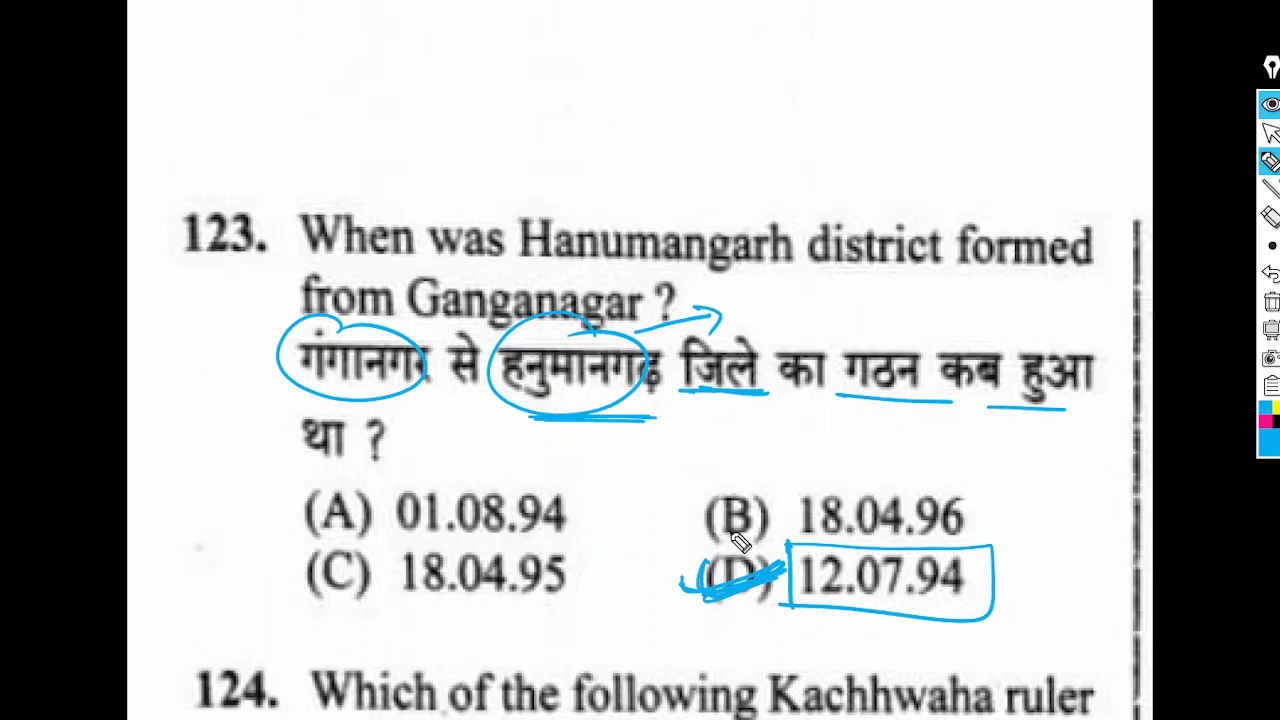 123. When was Hanumangarh district formed
from Ganganagar ?
गंगानगर से हनुमानगढ़ जिले का गठन कब हुआ
था ?
(A) 01.08.94 (B) 18.04.96
(C) 18.04.95 (D) 12.07.94
124. Which of the following Kachhwaha ruler